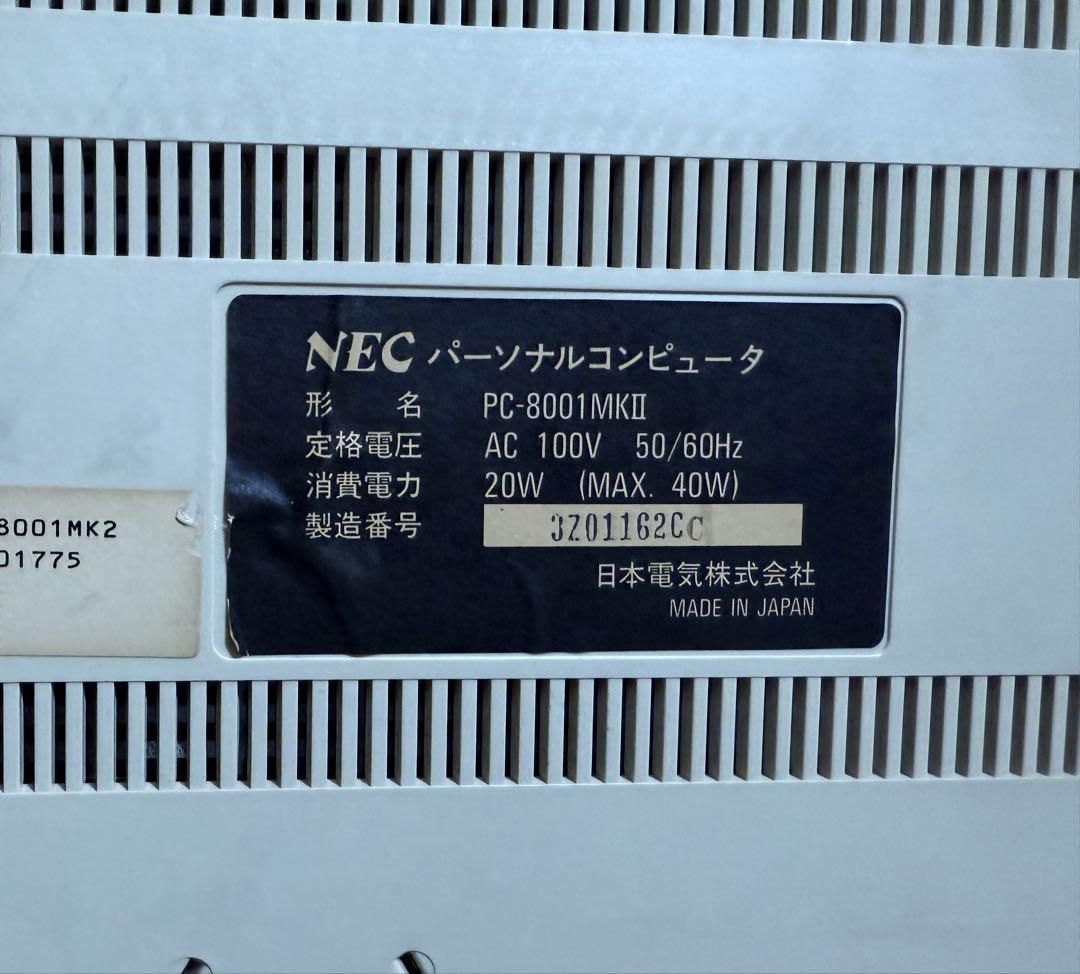 NEC パーソナルコンピュータ
形　名　PC-8001MKⅡ
定格電圧　AC 100V　50/60Hz
消費電力　20W　(MAX. 40W)
製造番号　3Z01162CC
日本電気株式会社
MADE IN JAPAN
8001MK2
01775